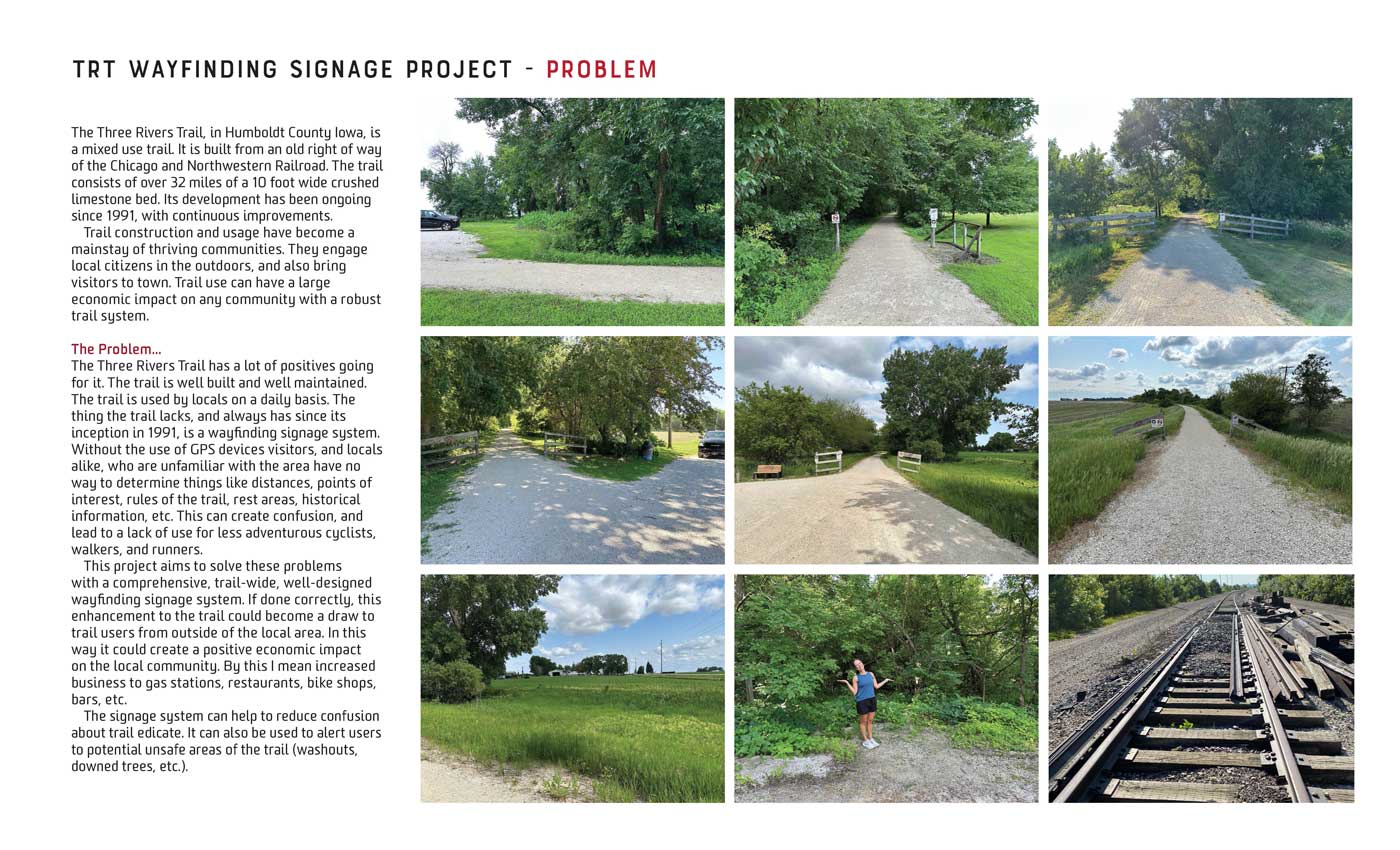 TRT WAYFINDING SIGNAGE PROJECT - PROBLEM
The Three Rivers Trail, in Humboldt County Iowa, is
a mixed use trail. It is built from an old right of way
of the Chicago and Northwestern Railroad. The trail
consists of over 32 miles of a 10 foot wide crushed
limestone bed. Its development has been ongoing
since 1991, with continuous improvements.
Trail construction and usage have become a
mainstay of thriving communities. They engage
local citizens in the outdoors, and also bring
visitors to town. Trail use can have a large
economic impact on any community with a robust
trail system.
The Problem...
The Three Rivers Trail has a lot of positives going
for it. The trail is well built and well maintained.
The trail is used by locals on a daily basis. The
thing the trail lacks, and always has since its
inception in 1991, is a wayfinding signage system.
Without the use of GPS devices visitors, and locals
alike, who are unfamiliar with the area have no
way to determine things like distances, points of
interest, rules of the trail, rest areas, historical
information, etc. This can create confusion, and
lead to a lack of use for less adventurous cyclists,
walkers, and runners.
This project aims to solve these problems
with a comprehensive, trail-wide, well-designed
wayfinding signage system. If done correctly, this
enhancement to the trail could become a draw to
trail users from outside of the local area. In this
way it could create a positive economic impact
on the local community. By this I mean increased
business to gas stations, restaurants, bike shops,
bars, etc.
The signage system can help to reduce confusion
about trail edicate. It can also be used to alert users
to potential unsafe areas of the trail (washouts,
downed trees, etc.).